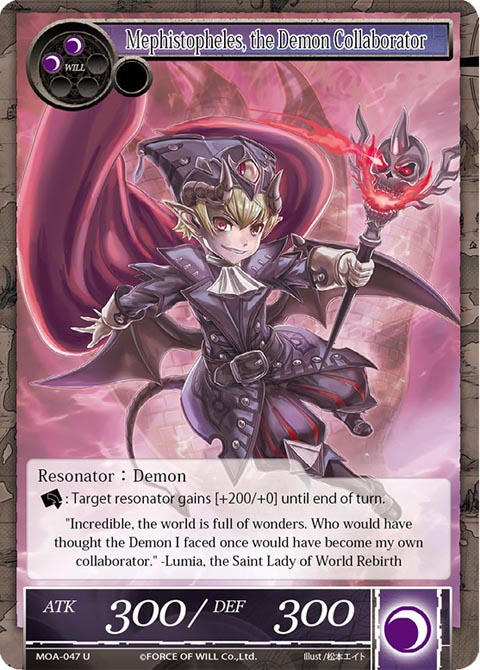 Mephistopheles, the Demon Collaborator
WILL
Resonator : Demon
: Target resonator gains [+200/+0] until end of turn.
"Incredible, the world is full of wonders. Who would have
thought the Demon I faced once would have become my own
collaborator." -Lumia, the Saint Lady of World Rebirth
ATK 300/ DEF 300
MOA-047 U ©FORCE OF WILL Co.,Ltd. Illust/松本エイト